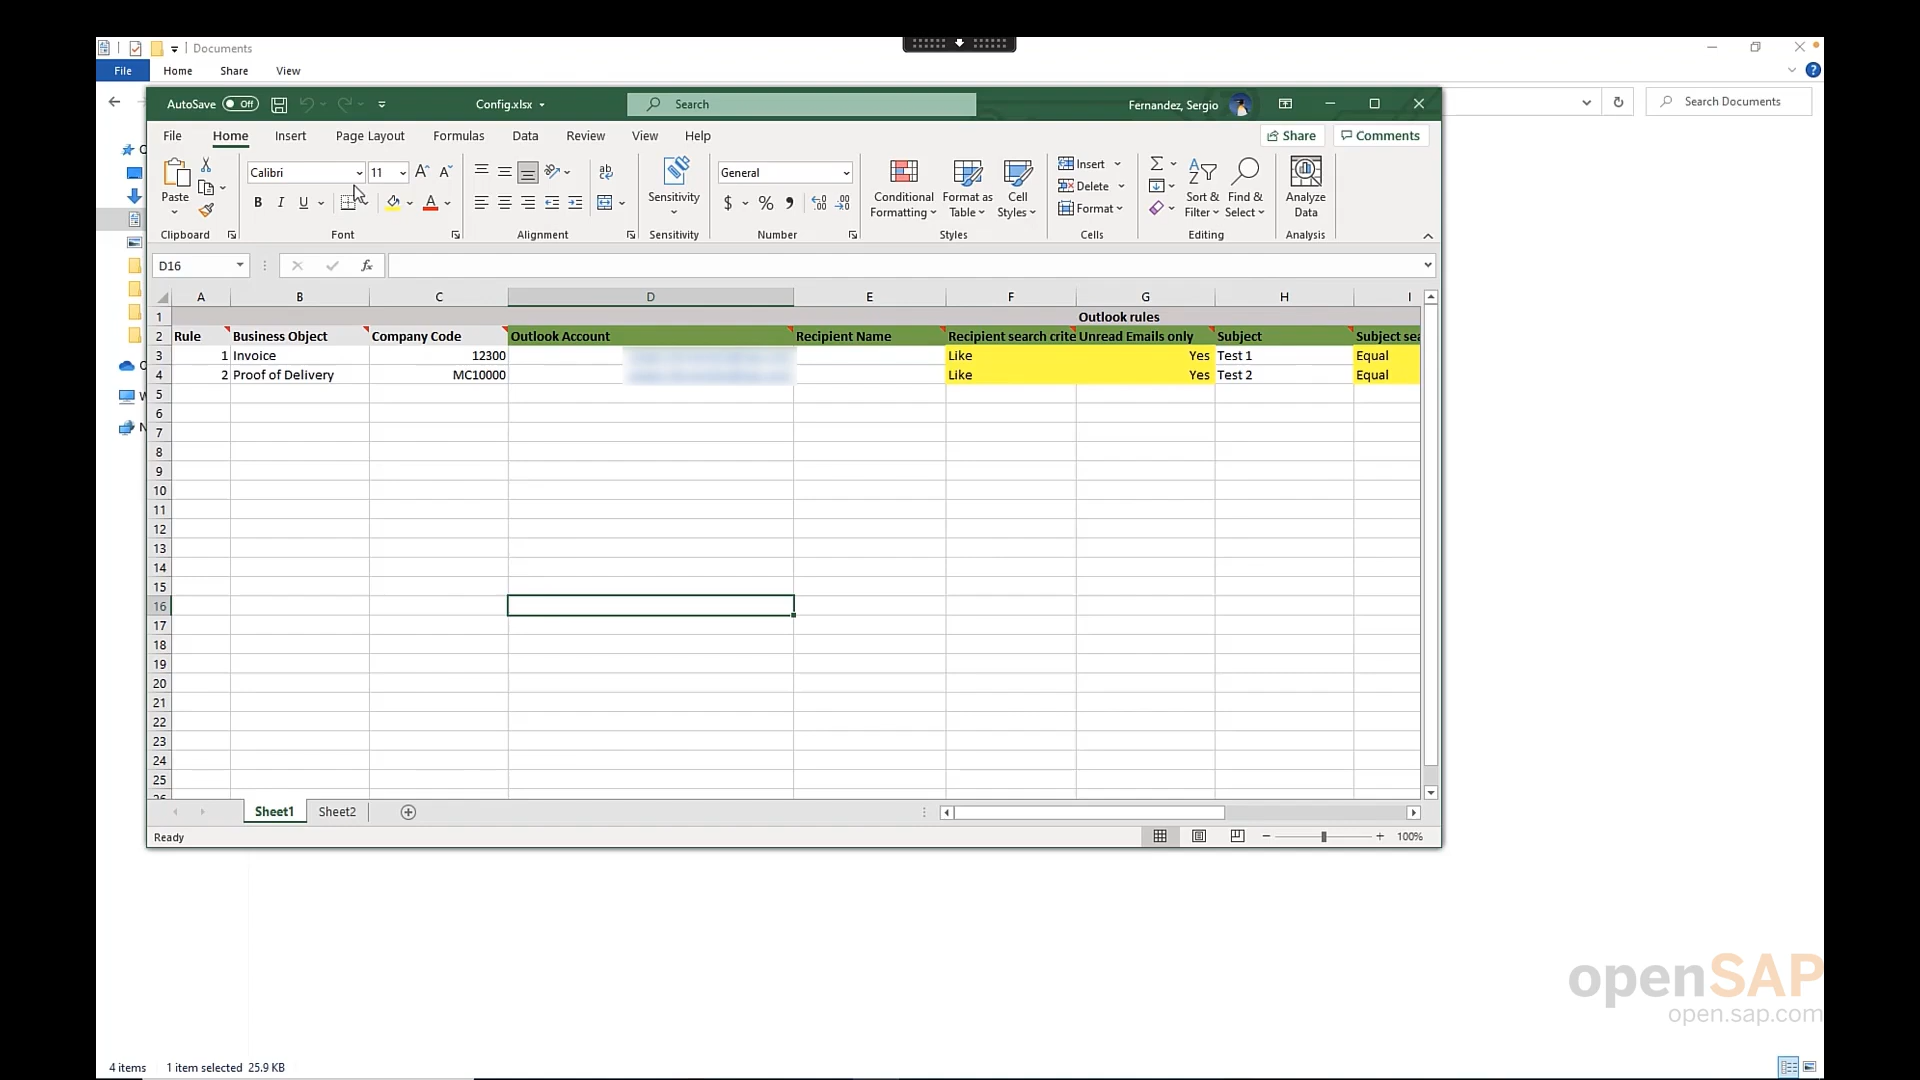 Documents
File Home Share View
Search Documents
AutoSave Off Config.xlsx Search Fernandez, Sergio
File Home Insert Page Layout Formulas Data Review View Help Share Comments
Paste
Clipboard
Calibri 11
B I U
Font
ab
Alignment
Sensitivity
Sensitivity
General
$ % 9
Number
Conditional Formatting
Format as Table
Cell Styles
Styles
Insert
Delete
Format
Cells
Sort & Filter
Find & Select
Editing
Analyze Data
Analysis
D16 fx
A B C D E F G H I
1 Outlook rules
2 Rule Business Object Company Code Outlook Account Recipient Name Recipient search crite Unread Emails only Subject Subject sea
3 1 Invoice 12300 Like Yes Test 1 Equal
4 2 Proof of Delivery MC10000 Like Yes Test 2 Equal
5
6
7
8
9
10
11
12
13
14
15
16
17
18
19
20
21
22
23
24
25
Sheet1 Sheet2
Ready 100%
openSAP
open.sap.com
4 items 1 item selected 25.9 KB